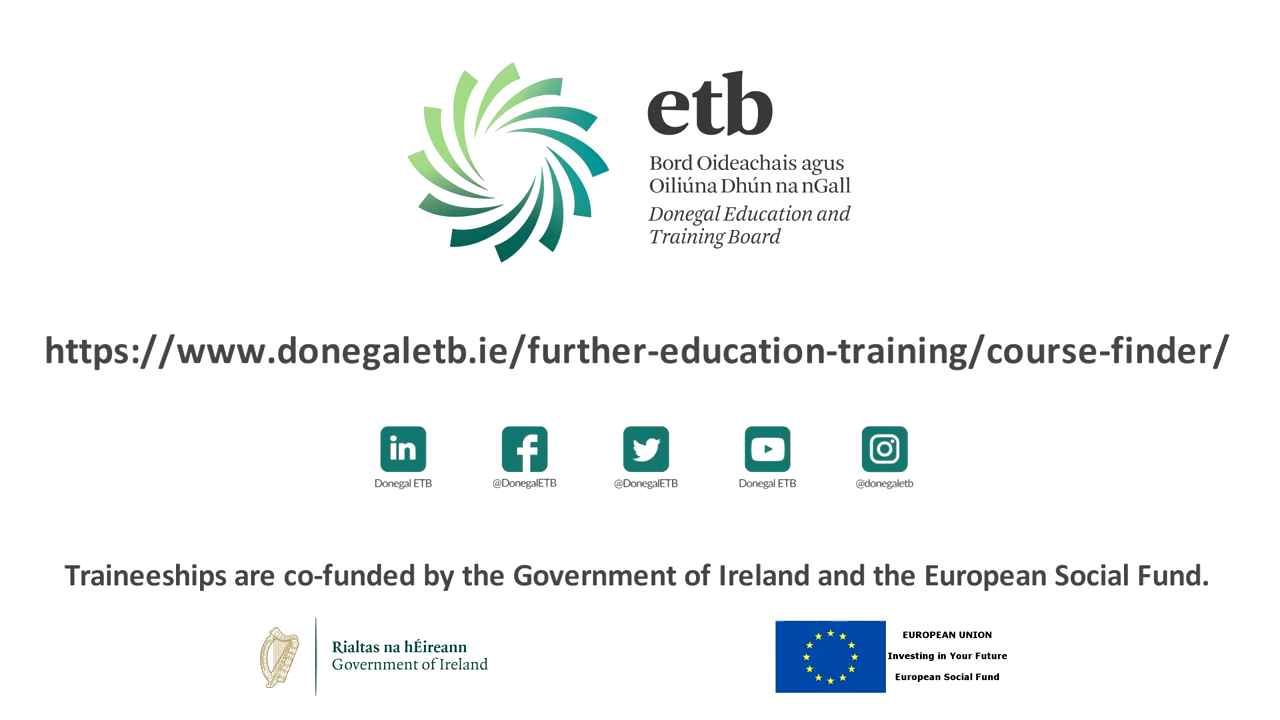 etb
Bord Oideachais agus
Oiliúna Dhún na nGall
Donegal Education and
Training Board
https://www.donegaletb.ie/further-education-training/course-finder/
in
Donegal ETB
@DonegalETB
@DonegalETB
Donegal ETB
@donegaletb
Traineeships are co-funded by the Government of Ireland and the European Social Fund.
Rialtas na hÉireann
Government of Ireland
EUROPEAN UNION
Investing in Your Future
European Social Fund